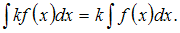 ∫kf(x)dx = k∫f(x)dx.